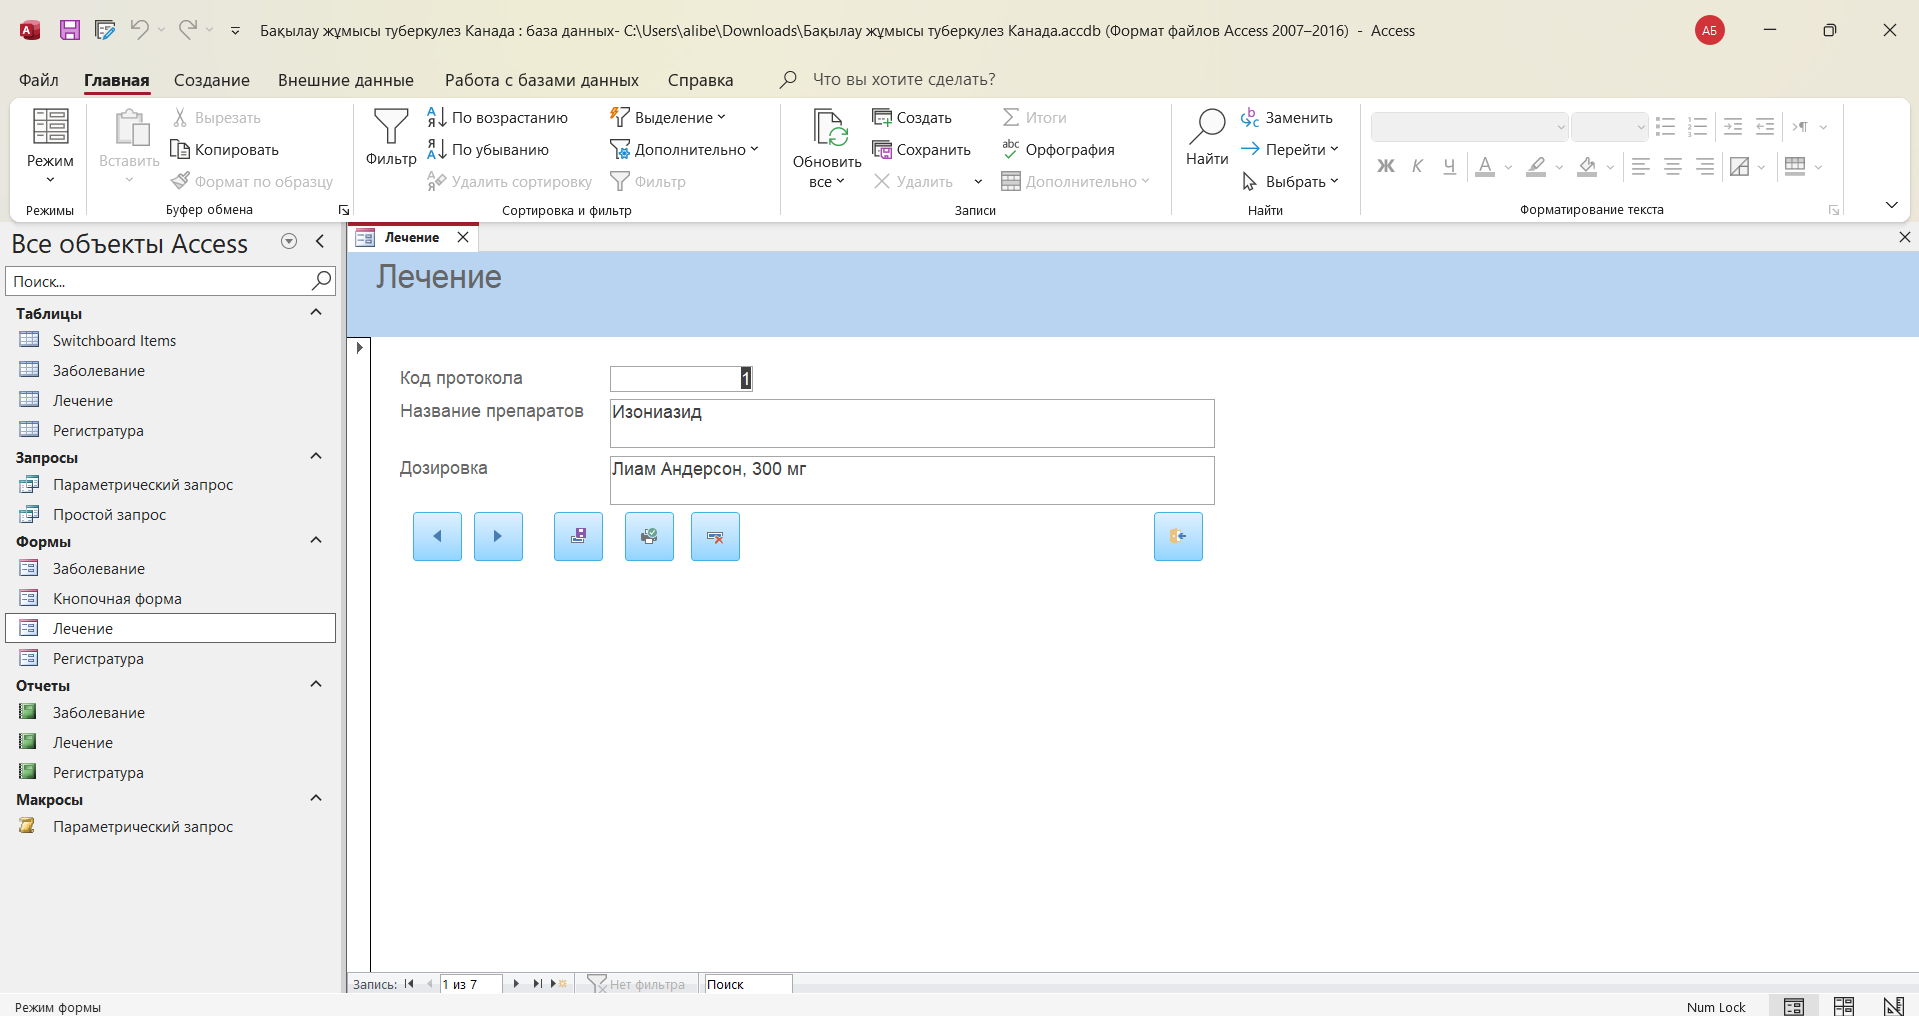 Бақылау жұмысы туберкулез Канада : база данных- C:\Users\alibe\Downloads\Бақылау жұмысы туберкулез Канада.accdb (Формат файлов Access 2007–2016) - Access
АБ
Файл Главная Создание Внешние данные Работа с базами данных Справка Что вы хотите сделать?
Режим
Режимы
Вставить
Вырезать
Копировать
Формат по образцу
Буфер обмена
Фильтр
По возрастанию
По убыванию
Удалить сортировку
Выделение
Дополнительно
Фильтр
Сортировка и фильтр
Обновить
все
Создать
Сохранить
Удалить
Итоги
Орфография
Дополнительно
Записи
Найти
Заменить
Перейти
Выбрать
Найти
Ж К Ч А
Форматирование текста
Все объекты Access
Поиск...
Таблицы
Switchboard Items
Заболевание
Лечение
Регистратура
Запросы
Параметрический запрос
Простой запрос
Формы
Заболевание
Кнопочная форма
Лечение
Регистратура
Отчеты
Заболевание
Лечение
Регистратура
Макросы
Параметрический запрос
Лечение
Лечение
Код протокола 1
Название препаратов Изониазид
Дозировка Лиам Андерсон, 300 мг
Запись: 1 из 7 Нет фильтра Поиск
Режим формы Num Lock